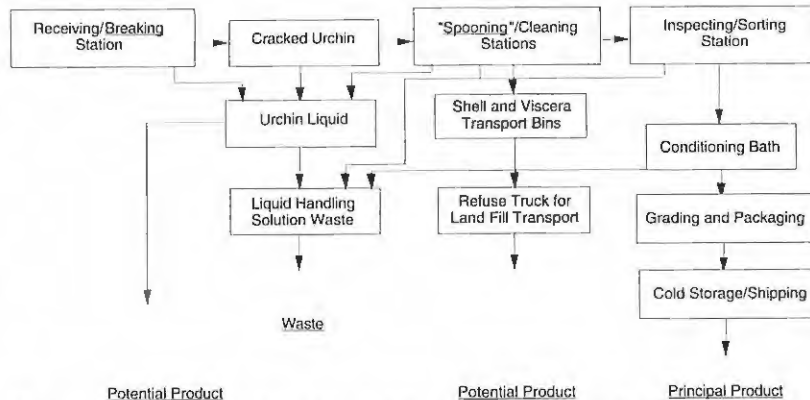 Receiving/Breaking
Station
Cracked Urchin
"Spooning"/Cleaning
Stations
Inspecting/Sorting
Station
Urchin Liquid
Shell and Viscera
Transport Bins
Conditioning Bath
Liquid Handling
Solution Waste
Refuse Truck for
Land Fill Transport
Grading and Packaging
Cold Storage/Shipping
Waste
Potential Product
Potential Product
Principal Product